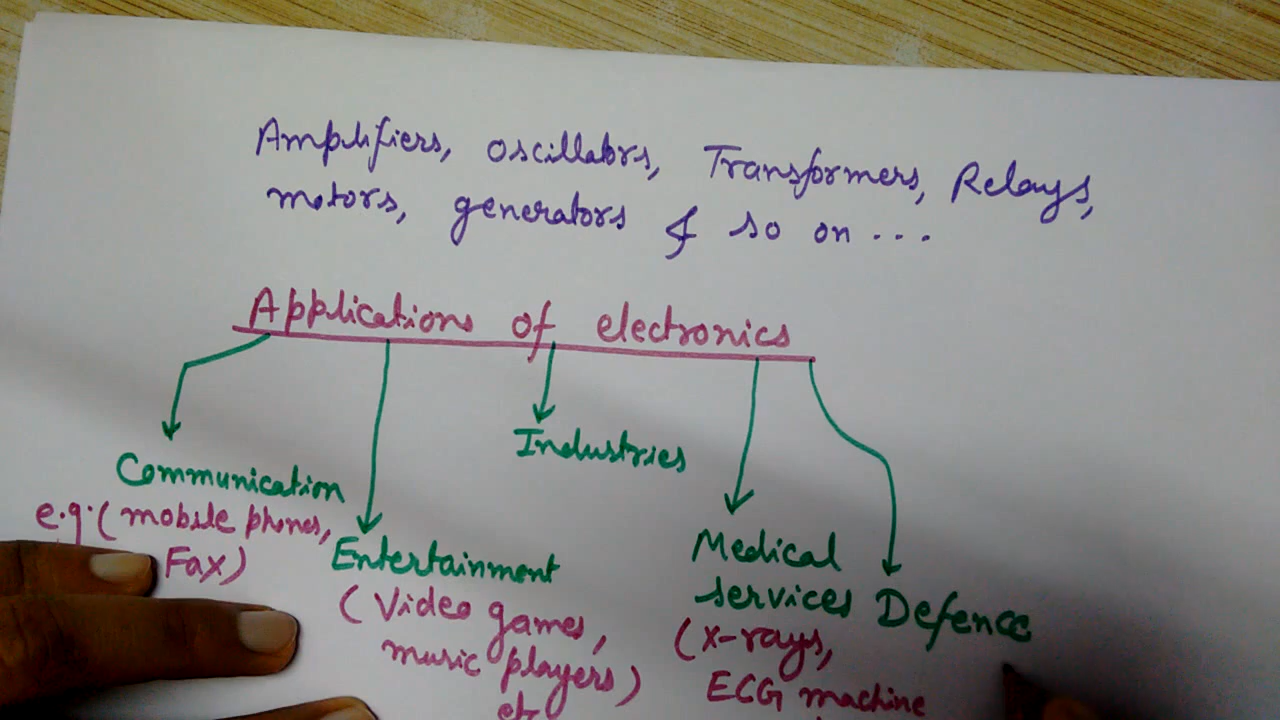 Amplifiers, oscillators, Transformers, Relays,
motors, generators & so on ...
Applications of electronics
Industries
Communication
e.g. (mobile phones,
Fax)
Entertainment
(Video games,
music players)
etc
Medical
services
(x-rays,
ECG machine
Defence